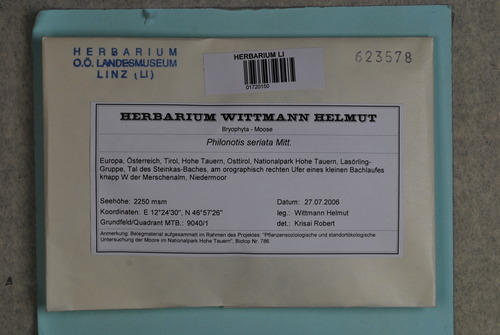 HERBARIUM
O.Ö. LANDESMUSEUM
LINZ (LI)
HERBARIUM LI
01720150
623578
HERBARIUM WITTMANN HELMUT
Bryophyta - Moose
Philonotis seriata Mitt.
Europa, Österreich, Tirol, Hohe Tauern, Osttirol, Nationalpark Hohe Tauern, Lasörling-
Gruppe, Tal des Steinkas-Baches, am orographisch rechten Ufer eines kleinen Bachlaufes
knapp W der Merschenalm, Niedermoor
Seehöhe: 2250 msm
Datum: 27.07.2006
Koordinaten: E 12°24'30", N 46°57'26"
leg.: Wittmann Helmut
Grundfeld/Quadrant MTB.: 9040/1
det.: Krisai Robert
Anmerkung: Belegmaterial aufgesammelt im Rahmen des Projektes: "Pflanzensoziologische und standortökologische
Untersuchung der Moore im Nationalpark Hohe Tauern", Biotop Nr. 786.